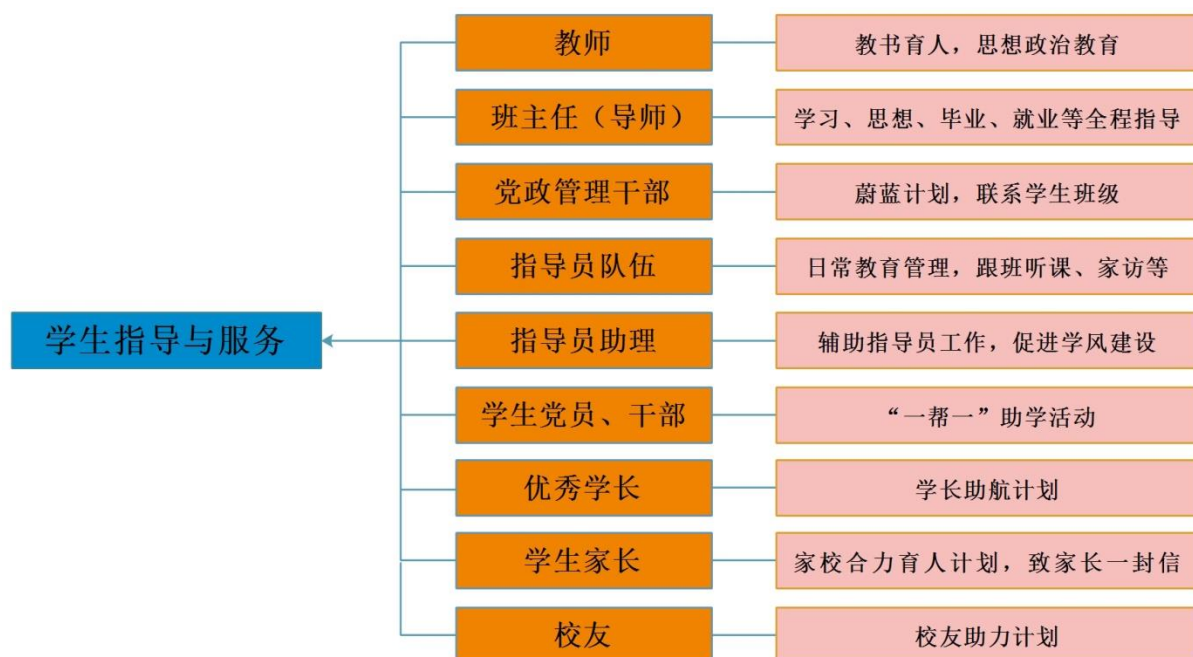 教师
教书育人，思想政治教育
班主任（导师）
学习、思想、毕业、就业等全程指导
党政管理干部
蔚蓝计划，联系学生班级
指导员队伍
日常教育管理，跟班听课、家访等
学生指导与服务
指导员助理
辅助指导员工作，促进学风建设
学生党员、干部
“一帮一”助学活动
优秀学长
学长助航计划
学生家长
家校合力育人计划，致家长一封信
校友
校友助力计划